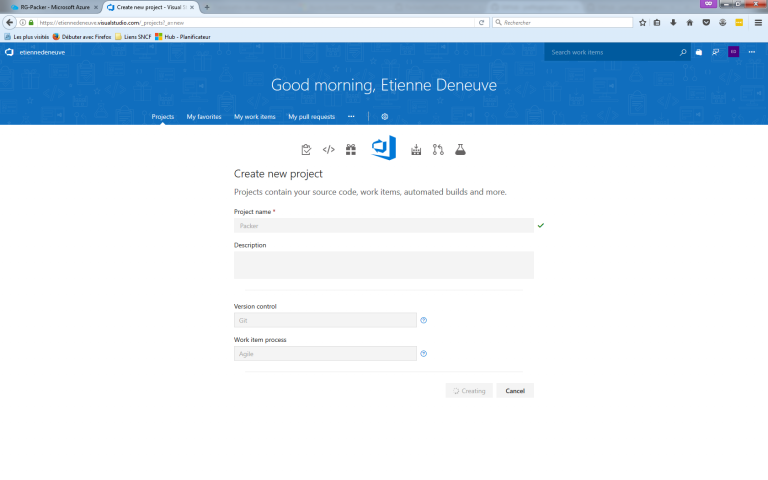 RG-Packer - Microsoft Azure
Create new project - Visual S
https://etiennedeneuve.visualstudio.com/_projects?_a=new
Rechercher
Les plus visités
Débuter avec Firefox
Liens SNCF
Hub - Planificateur
etiennedeneuve
Search work items
Good morning, Etienne Deneuve
Projects
My favorites
My work items
My pull requests
Create new project
Projects contain your source code, work items, automated builds and more.
Project name *
Packer
Description
Version control
Git
Work item process
Agile
Creating
Cancel